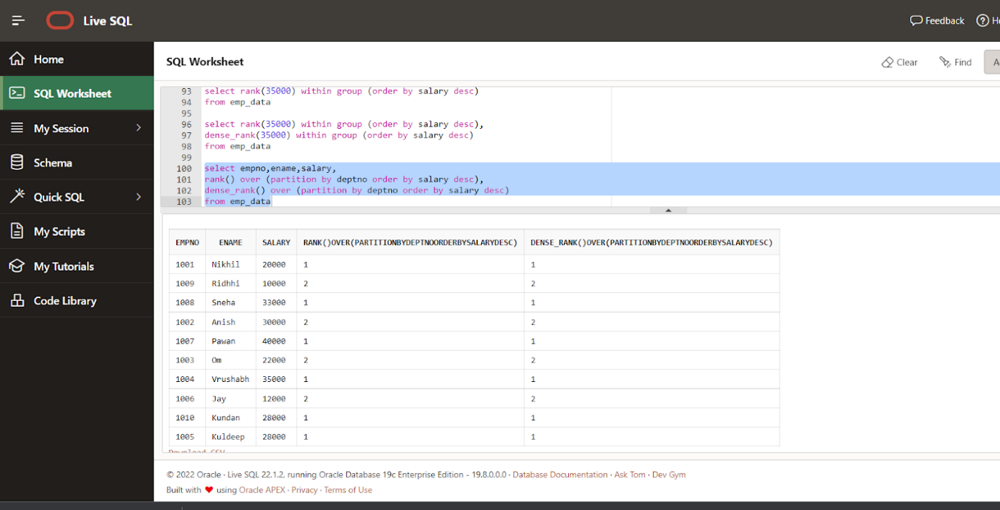 Live SQL
Feedback
Home
SQL Worksheet
My Session
Schema
Quick SQL
My Scripts
My Tutorials
Code Library
SQL Worksheet
Clear
Find
93 select rank(35000) within group (order by salary desc)
94 from emp_data
95
96 select rank(35000) within group (order by salary desc),
97 dense_rank(35000) within group (order by salary desc)
98 from emp_data
99
100 select empno,ename,salary,
101 rank() over (partition by deptno order by salary desc),
102 dense_rank() over (partition by deptno order by salary desc)
103 from emp_data
EMPNO ENAME SALARY RANK()OVER(PARTITIONBYDEPTNOORDERBYSALARYDESC) DENSE_RANK()OVER(PARTITIONBYDEPTNOORDERBYSALARYDESC)
1001 Nikhil 20000 1 1
1009 Ridhhi 10000 2 2
1008 Sneha 33000 1 1
1002 Anish 30000 2 2
1007 Pawan 40000 1 1
1003 Om 22000 2 2
1004 Vrushabh 35000 1 1
1006 Jay 12000 2 2
1010 Kundan 28000 1 1
1005 Kuldeep 28000 1 1
Download CSV
© 2022 Oracle · Live SQL 22.1.2, running Oracle Database 19c Enterprise Edition - 19.8.0.0.0 · Database Documentation · Ask Tom · Dev Gym
Built with ♥ using Oracle APEX · Privacy · Terms of Use